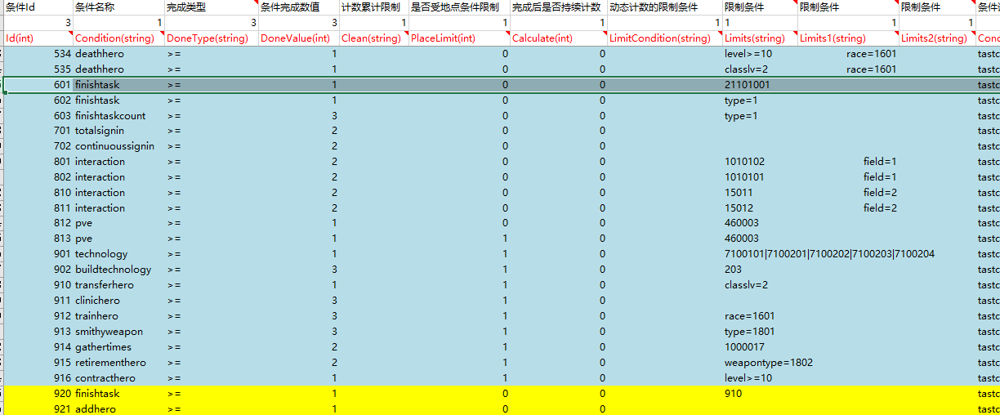 条件Id 条件名称 完成类型 条件完成数值 计数累计限制 是否受地点条件限制 完成后是否持续计数 动态计数的限制条件 限制条件 限制条件 限制条件
3 1 3 3 1 1 1 1 1 1 1
Id(int) Condition(string) DoneType(string) DoneValue(int) Clean(string) PlaceLimit(int) Calculate(int) LimitCondition(string) Limits(string) Limits1(string) Limits2(string) Conc
534 deathhero >= 1 0 0 level>=10 race=1601 tastc
535 deathhero >= 1 0 0 classlv=2 race=1601 tastc
601 finishtask >= 1 0 0 21101001 tastc
602 finishtask >= 1 0 0 type=1 tastc
603 finishtaskcount >= 3 0 0 type=1 tastc
701 totalsignin >= 2 0 0 tastc
702 continuoussignin >= 2 0 0 tastc
801 interaction >= 2 0 0 1010102 field=1 tastc
802 interaction >= 2 0 0 1010101 field=1 tastc
810 interaction >= 2 0 0 15011 field=2 tastc
811 interaction >= 2 0 0 15012 field=2 tastc
812 pve >= 1 0 0 460003 tastc
813 pve >= 1 1 0 460003 tastc
901 technology >= 1 1 0 7100101|7100201|7100202|7100203|7100204 tastc
902 buildtechnology >= 3 1 0 203 tastc
910 transferhero >= 1 1 0 classlv=2 tastc
911 clinichero >= 3 1 0 tastc
912 trainhero >= 3 1 0 race=1601 tastc
913 smithyweapon >= 3 1 0 type=1801 tastc
914 gathertimes >= 2 1 0 1000017 tastc
915 retirementhero >= 2 1 0 weapontype=1802 tastc
916 contracthero >= 1 1 0 level>=10 tastc
920 finishtask >= 1 0 0 910 tastc
921 addhero >= 1 0 0 tastc